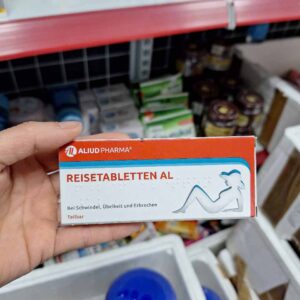 ALIUD PHARMA®
REISETABLETTEN AL
Bei Schwindel, Übelkeit und Erbrechen
Teilbar